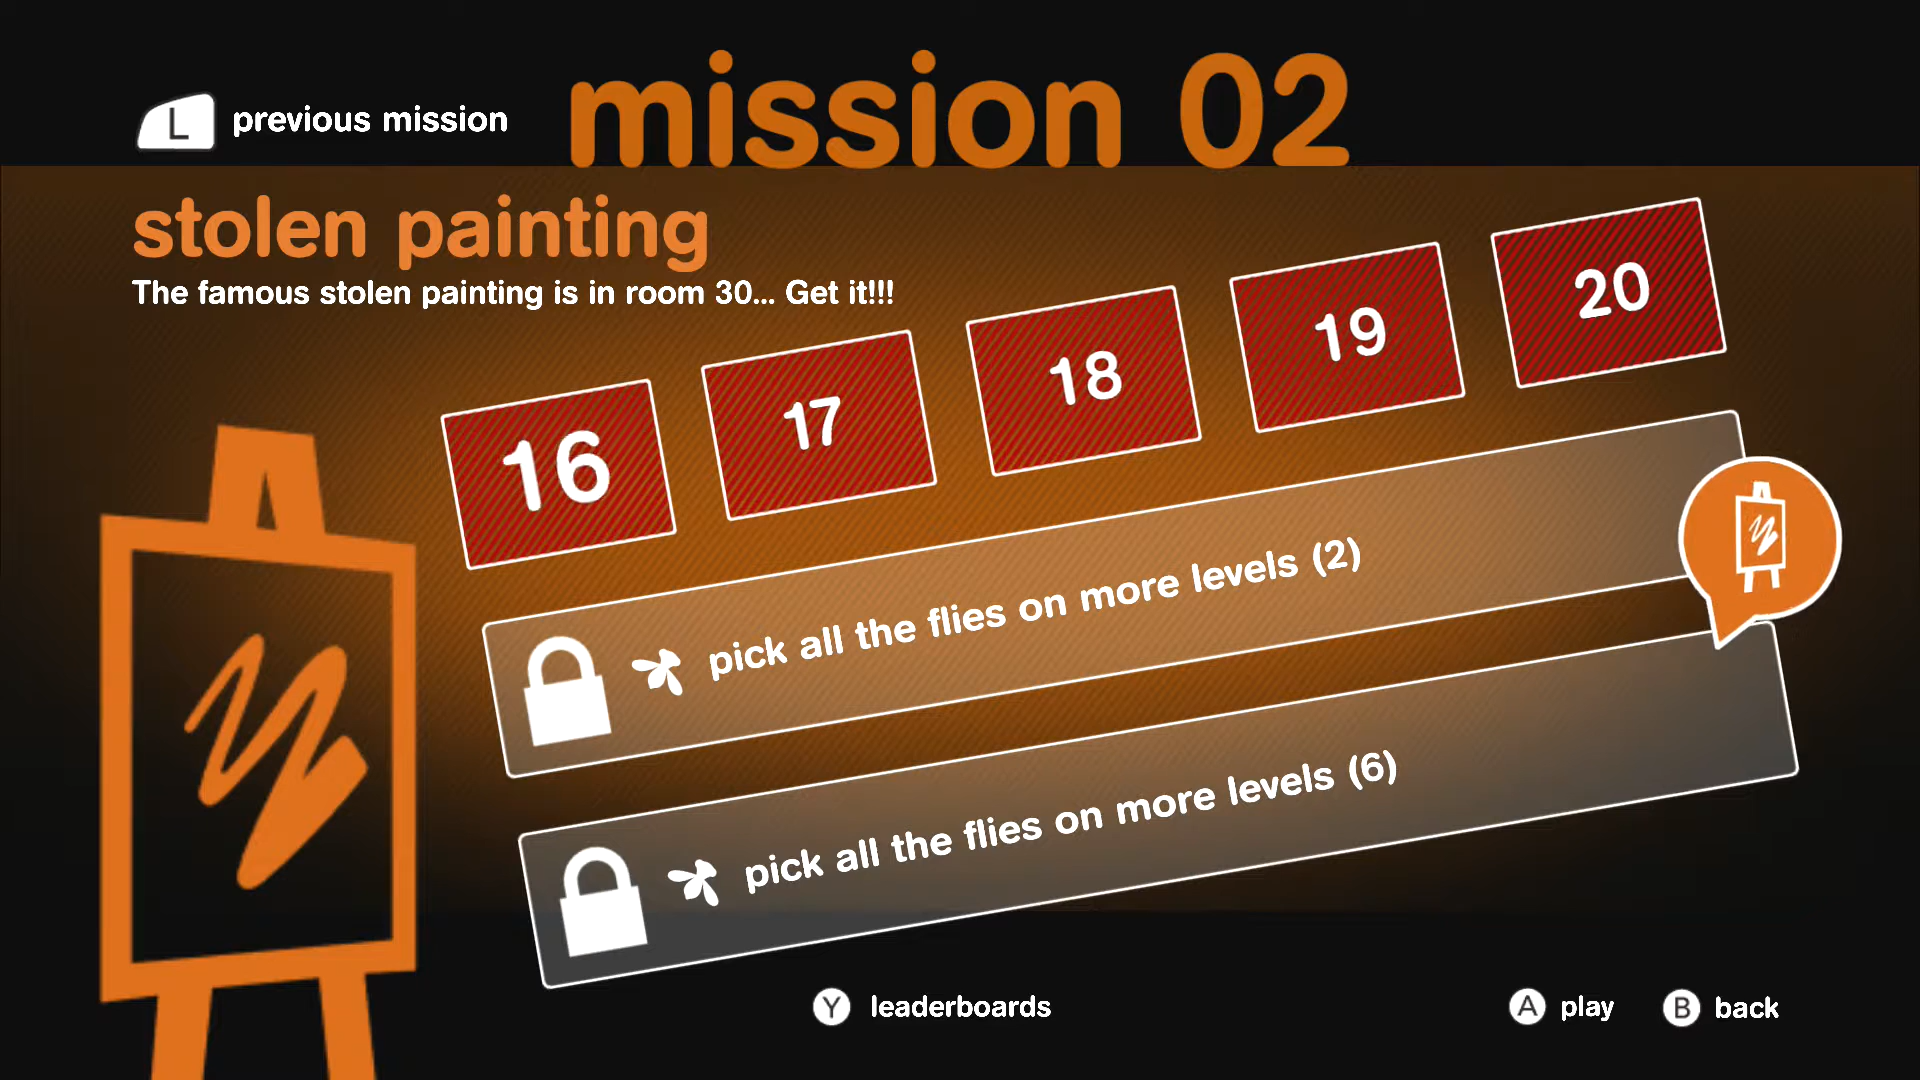 mission 02
L previous mission
stolen painting
The famous stolen painting is in room 30... Get it!!!
16 17 18 19 20
pick all the flies on more levels (2)
pick all the flies on more levels (6)
Y leaderboards
A play
B back